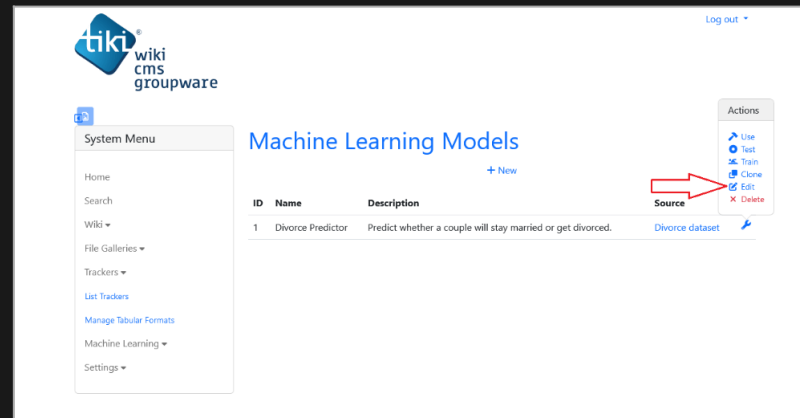 Log out
tiki®
wiki
cms
groupware
Actions
Use
Test
Train
Clone
Edit
Delete
System Menu
Home
Search
Wiki
File Galleries
Trackers
List Trackers
Manage Tabular Formats
Machine Learning
Settings
Machine Learning Models
+ New
ID Name Description Source
1 Divorce Predictor Predict whether a couple will stay married or get divorced. Divorce dataset